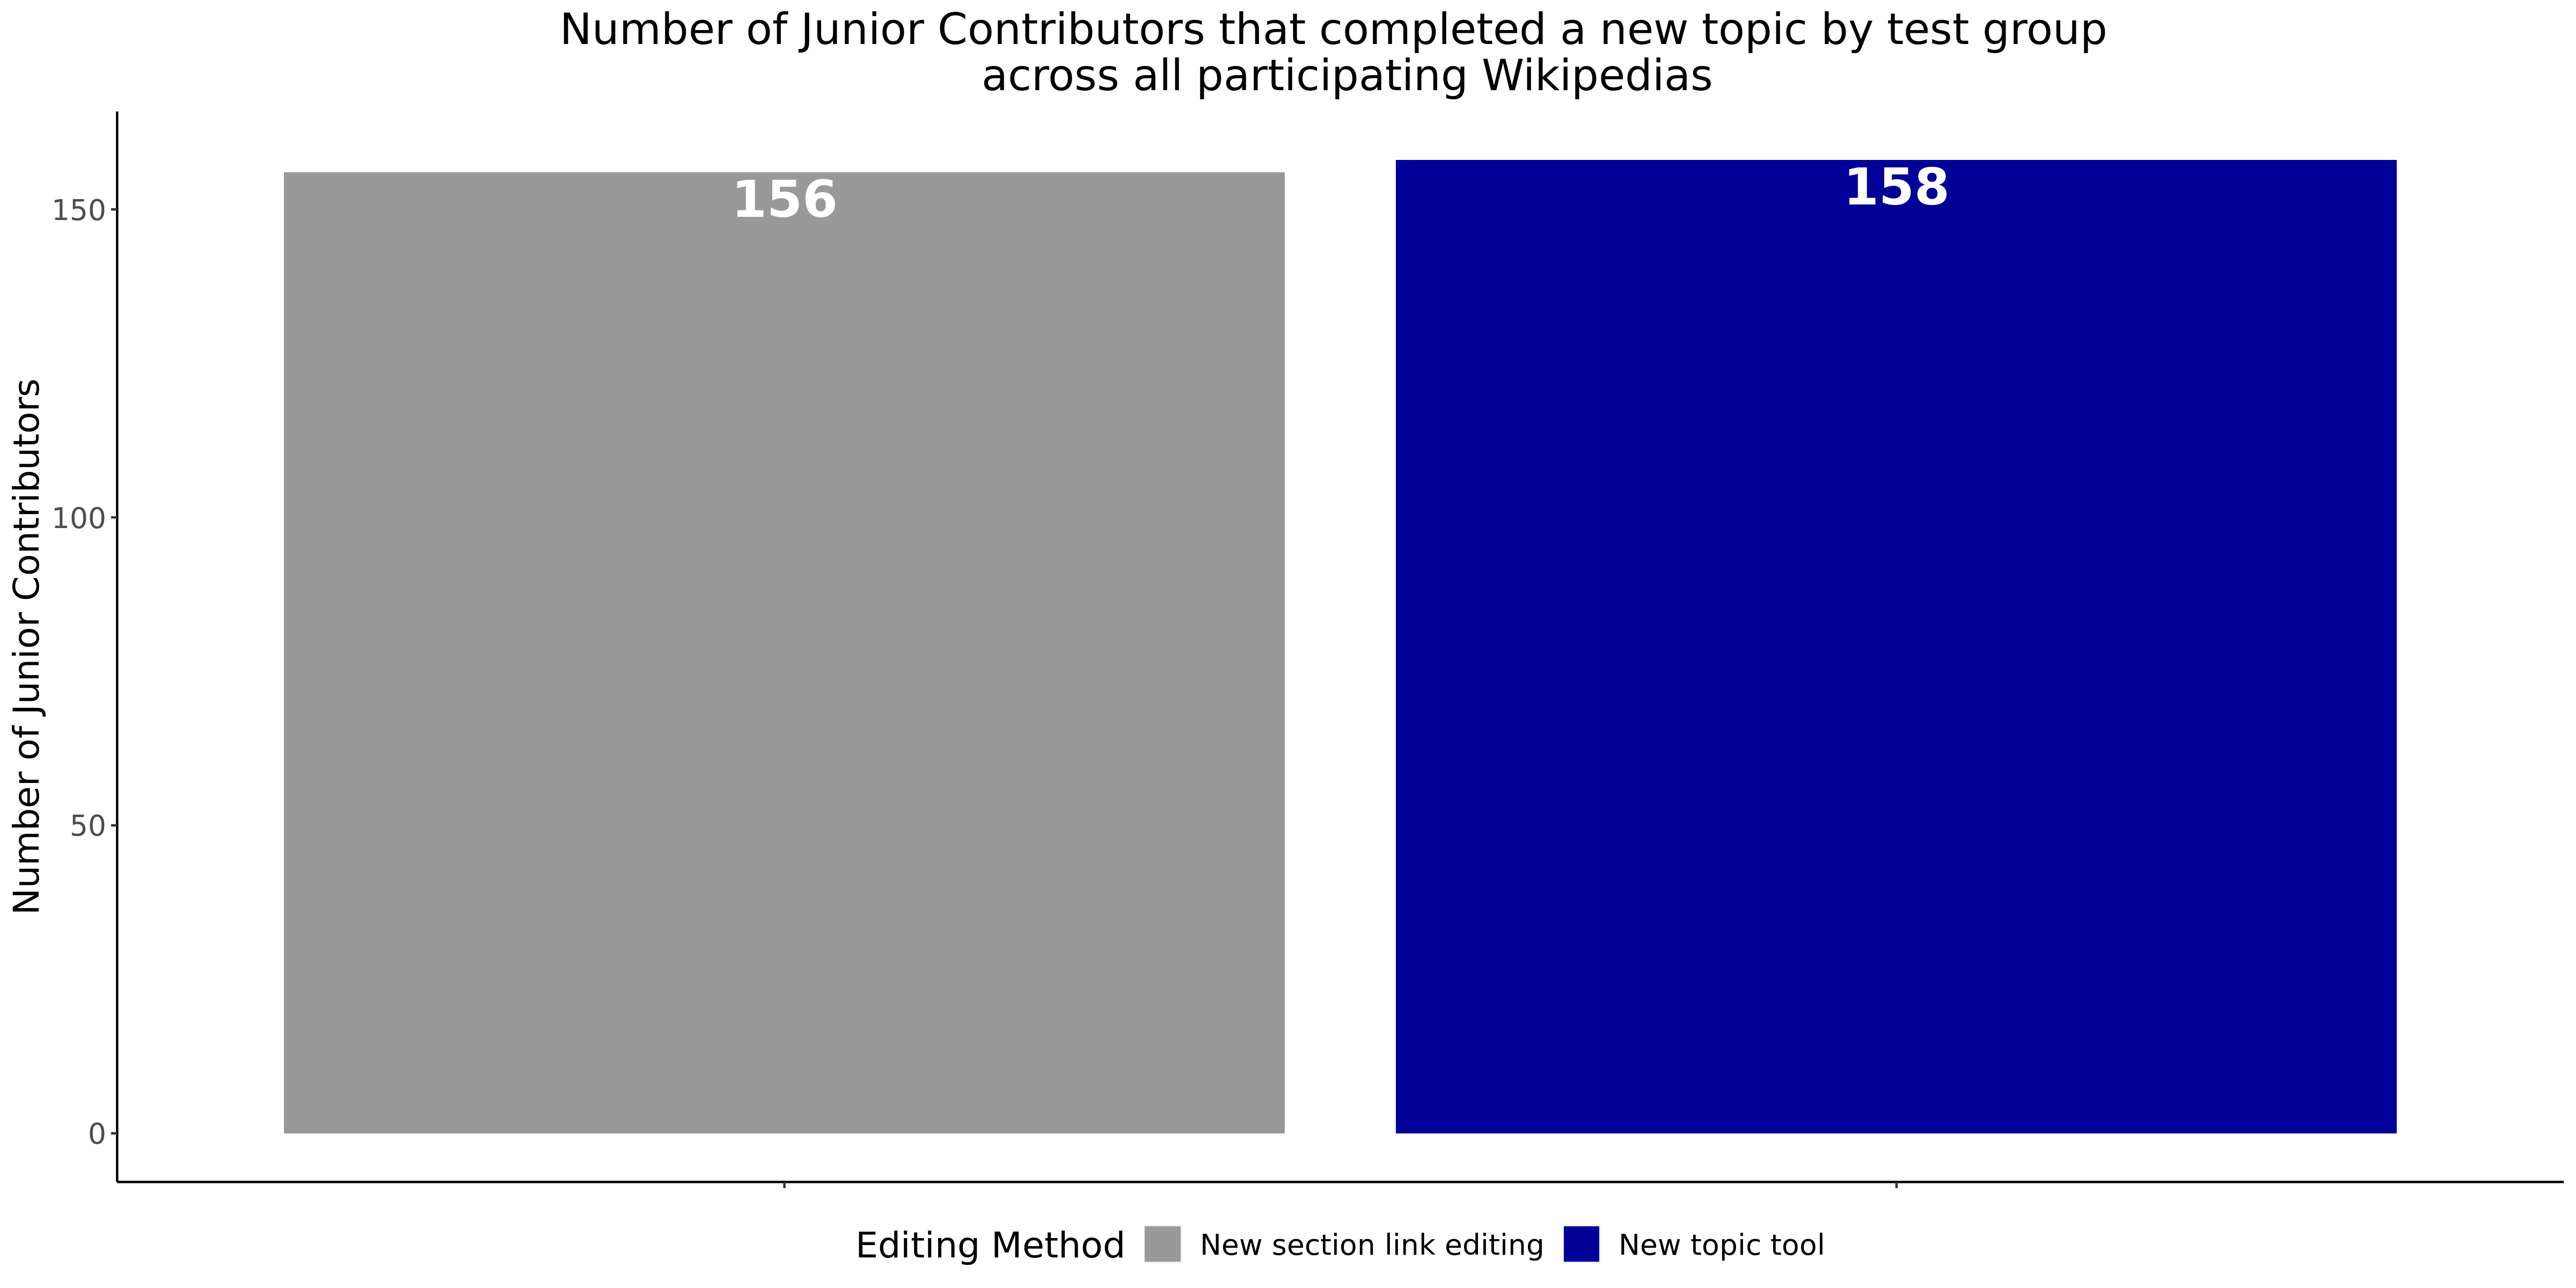 Number of Junior Contributors that completed a new topic by test group
across all participating Wikipedias
Number of Junior Contributors
150
100
50
0
156
158
Editing Method New section link editing New topic tool